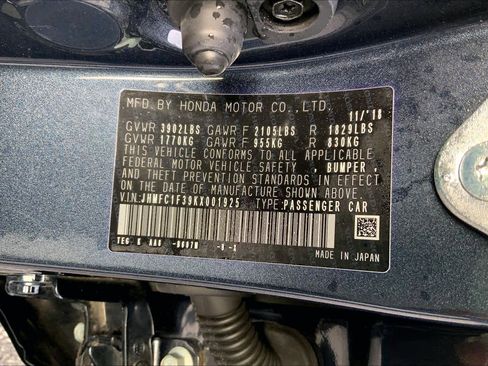 MFD. BY HONDA MOTOR CO., LTD. 11/'18
GVWR 3902LBS GAWR F 2105LBS R 1829LBS
GVWR 1770KG GAWR F 955KG R 830KG
THIS VEHICLE CONFORMS TO ALL APPLICABLE
FEDERAL MOTOR VEHICLE SAFETY , BUMPER ,
AND THEFT PREVENTION STANDARDS IN EFFECT
ON THE DATE OF MANUFACTURE SHOWN ABOVE.
VIN: JHMFC1F39KX001925 TYPE: PASSENGER CAR
MADE IN JAPAN